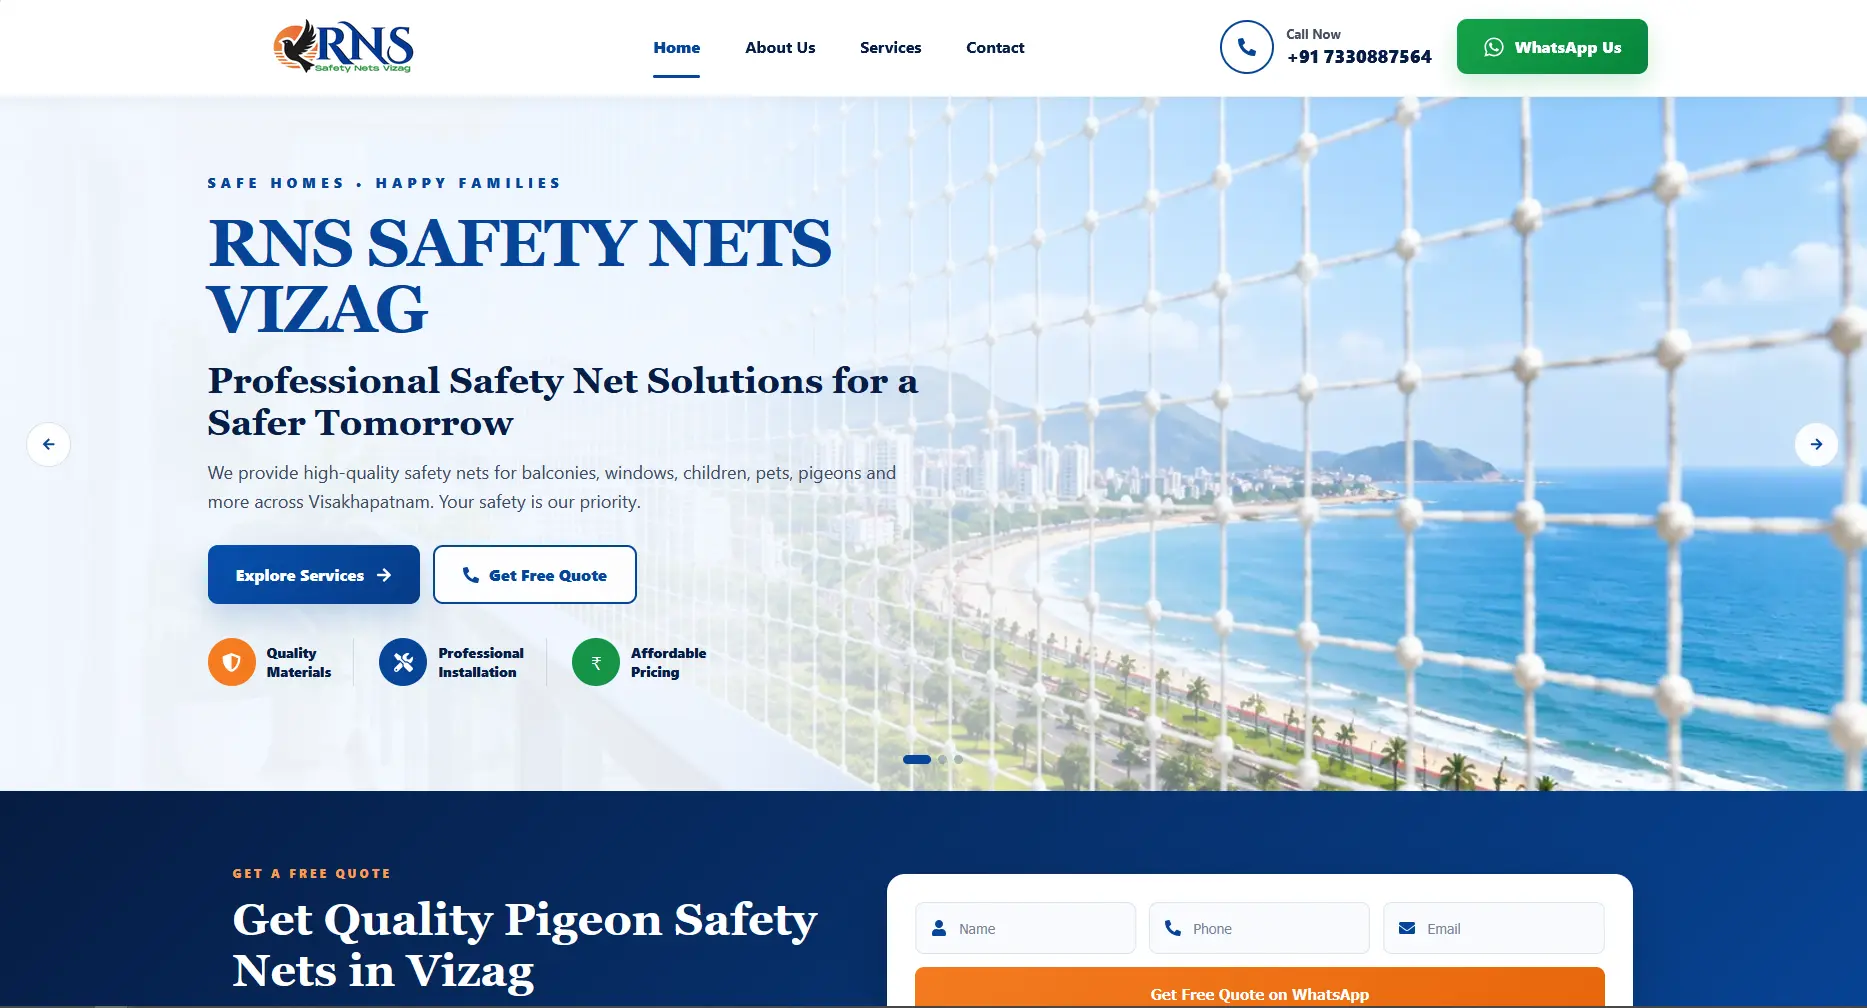 RNS
Safety Nets Vizag
Home
About Us
Services
Contact
Call Now
+91 7330887564
WhatsApp Us
SAFE HOMES • HAPPY FAMILIES
RNS SAFETY NETS
VIZAG
Professional Safety Net Solutions for a
Safer Tomorrow
We provide high-quality safety nets for balconies, windows, children, pets, pigeons and
more across Visakhapatnam. Your safety is our priority.
Explore Services
Get Free Quote
Quality
Materials
Professional
Installation
₹
Affordable
Pricing
GET A FREE QUOTE
Get Quality Pigeon Safety
Nets in Vizag
Name
Phone
Email
Get Free Quote on WhatsApp